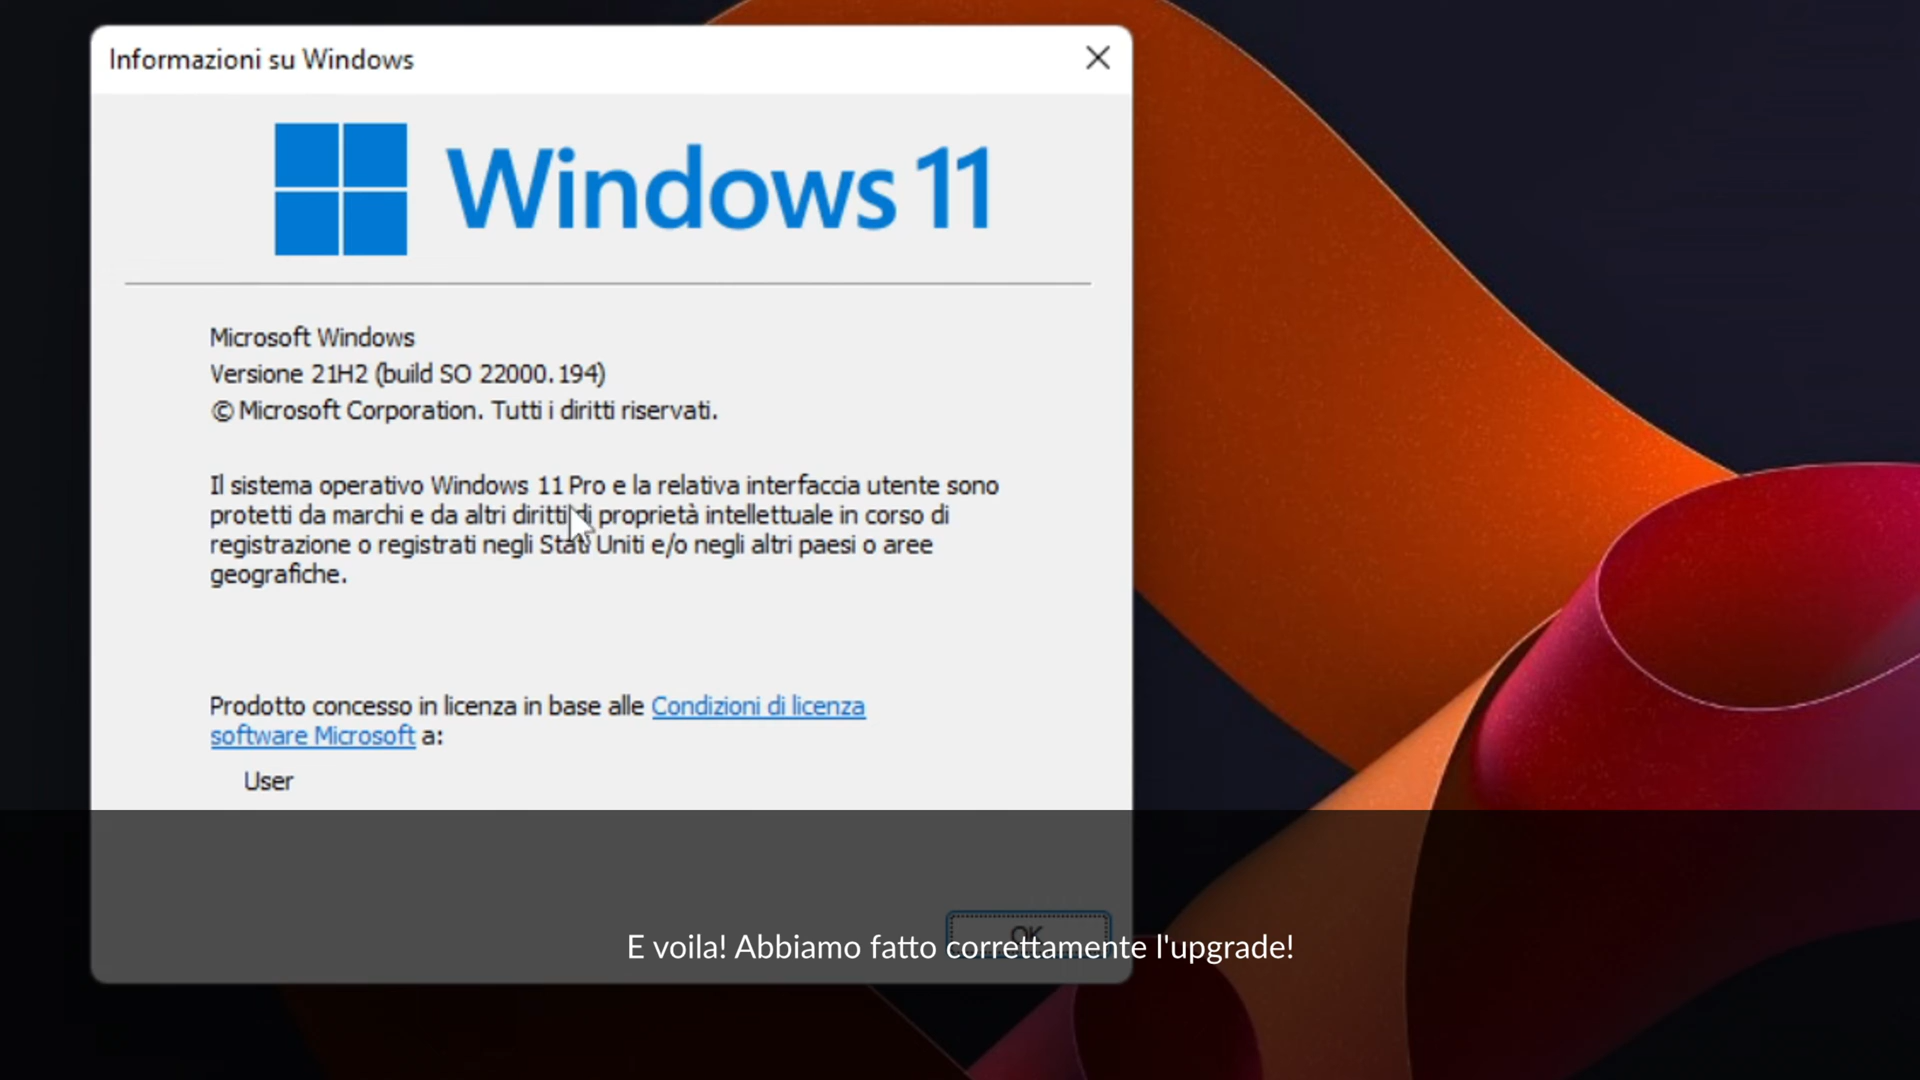 Informazioni su Windows
Windows 11
Microsoft Windows
Versione 21H2 (build SO 22000.194)
© Microsoft Corporation. Tutti i diritti riservati.
Il sistema operativo Windows 11 Pro e la relativa interfaccia utente sono
protetti da marchi e da altri diritti di proprietà intellettuale in corso di
registrazione o registrati negli Stati Uniti e/o negli altri paesi o aree
geografiche.
Prodotto concesso in licenza in base alle Condizioni di licenza
software Microsoft a:
User
OK
E voila! Abbiamo fatto correttamente l'upgrade!